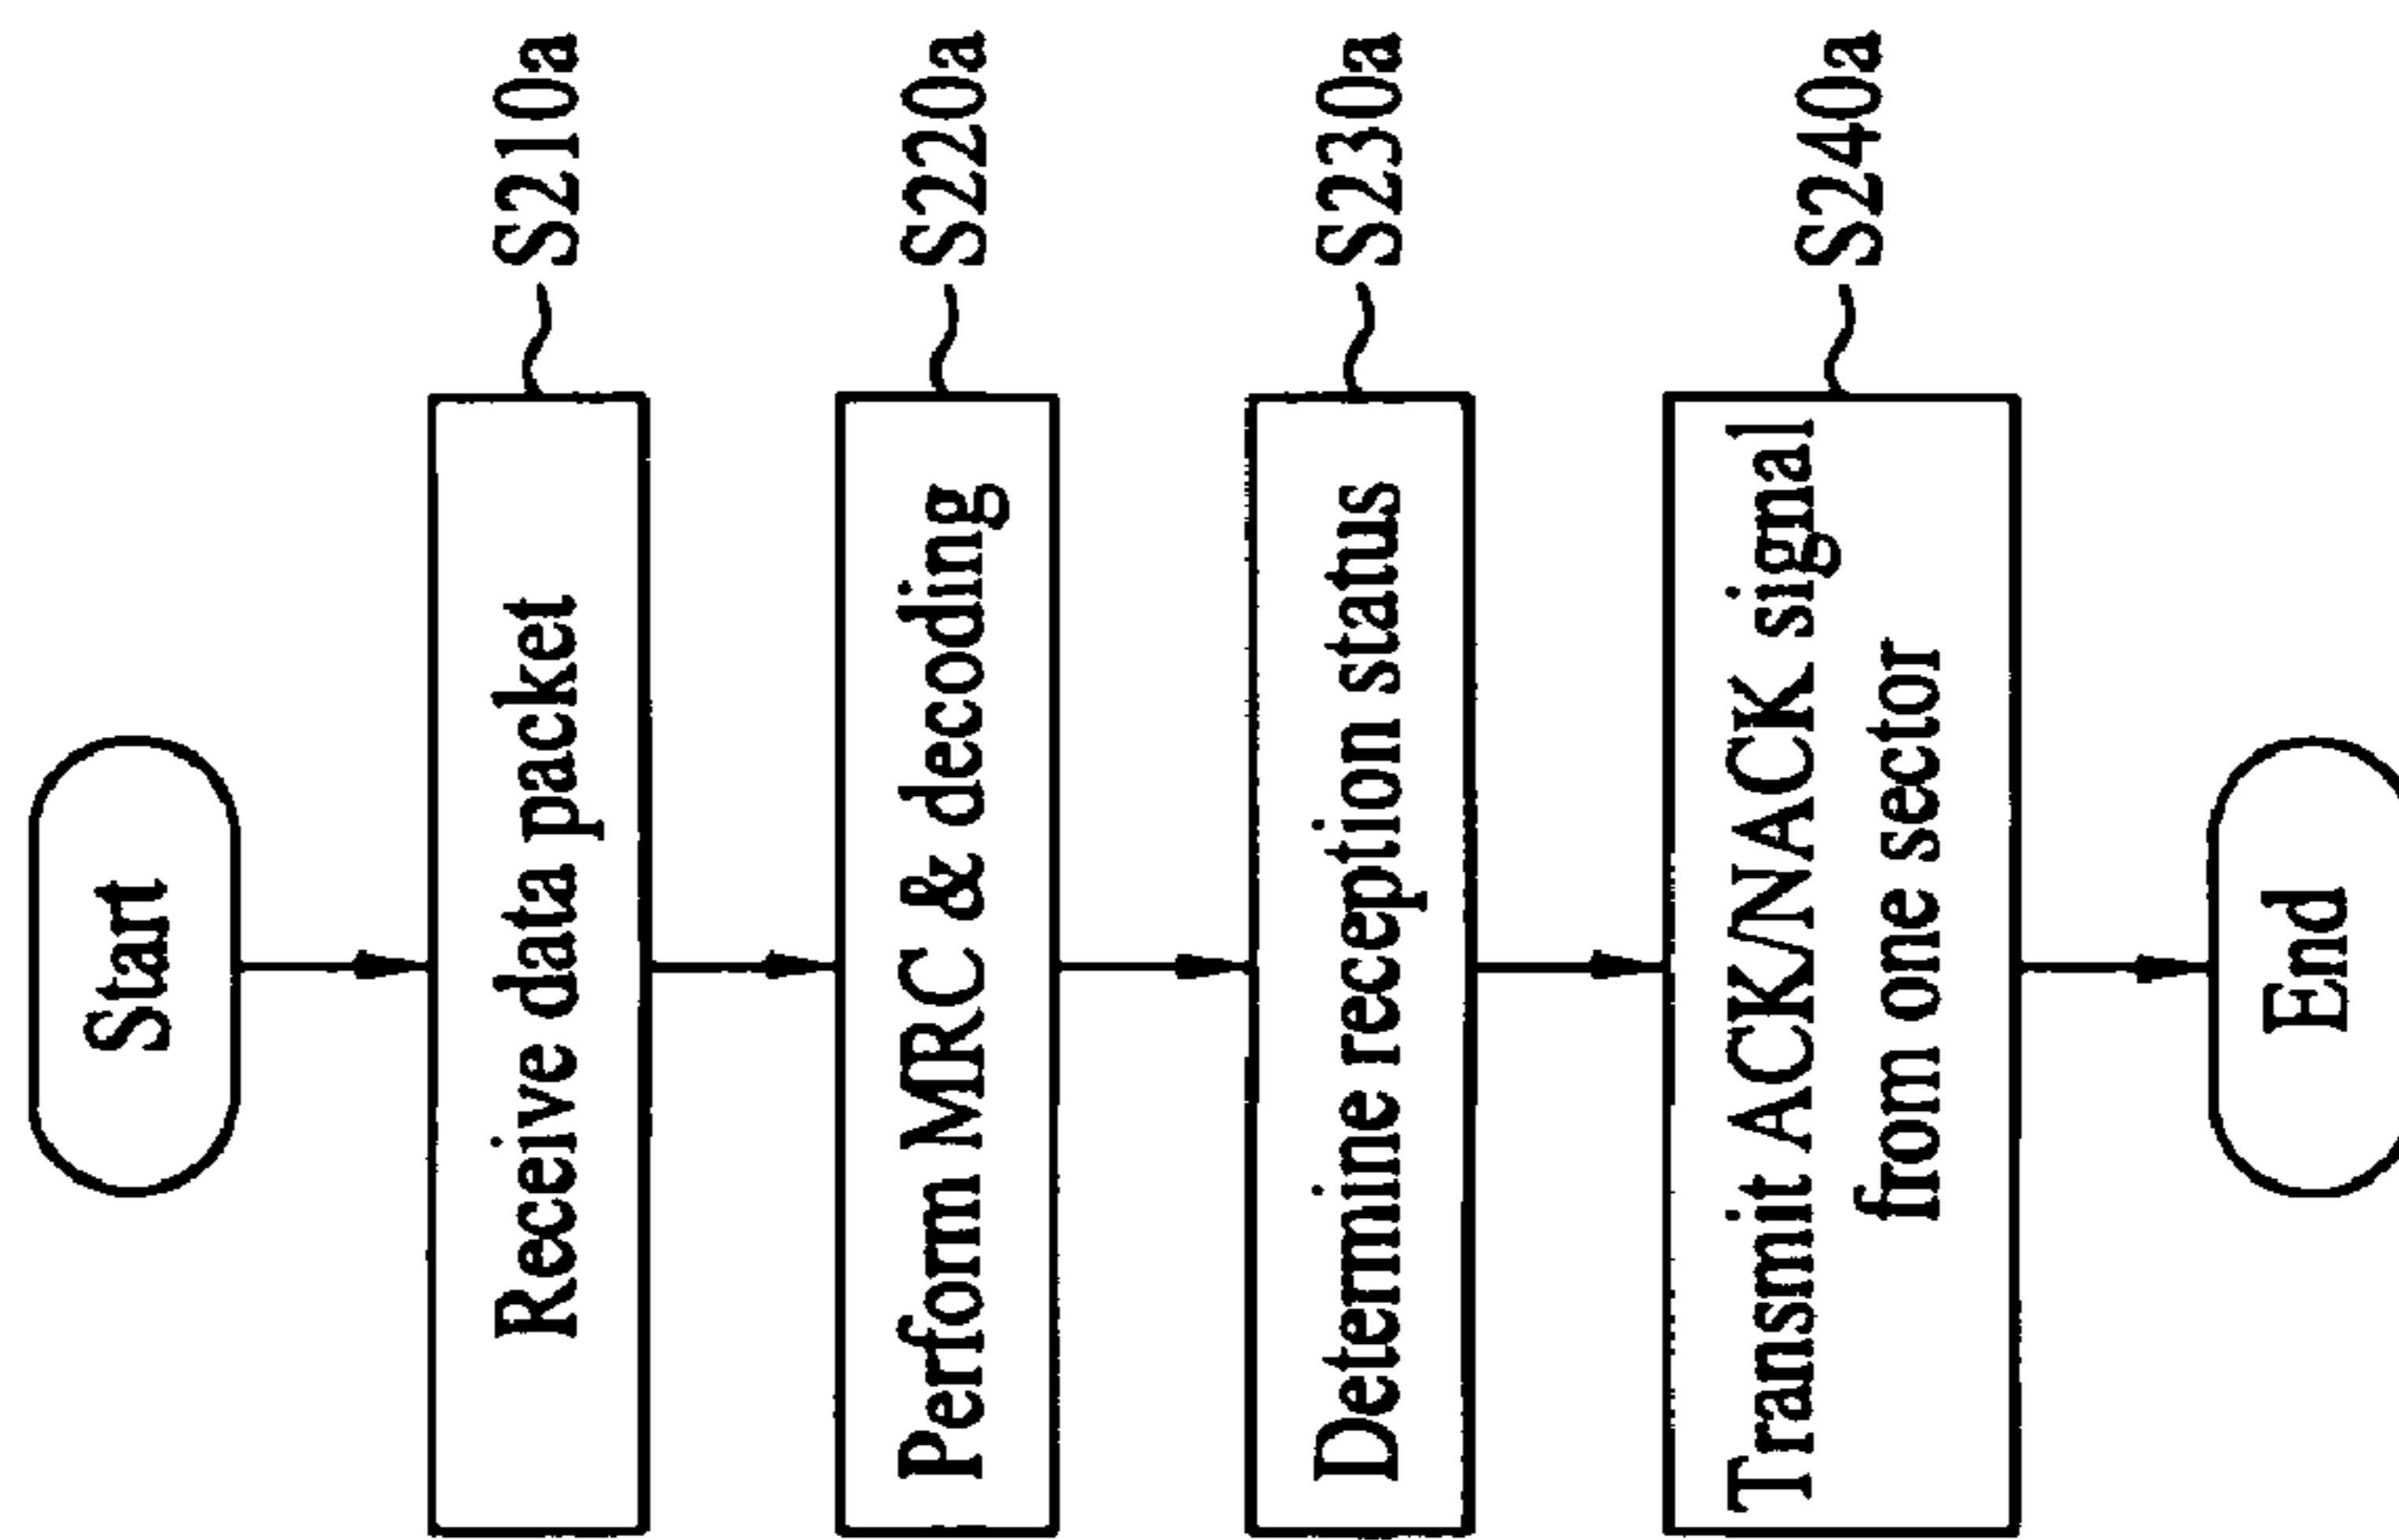 Start
Receive data packet
S210a
Perform MRC & decoding
S220a
Determine reception status
S230a
Transmit ACK/NACK signal
from one sector
S240a
End